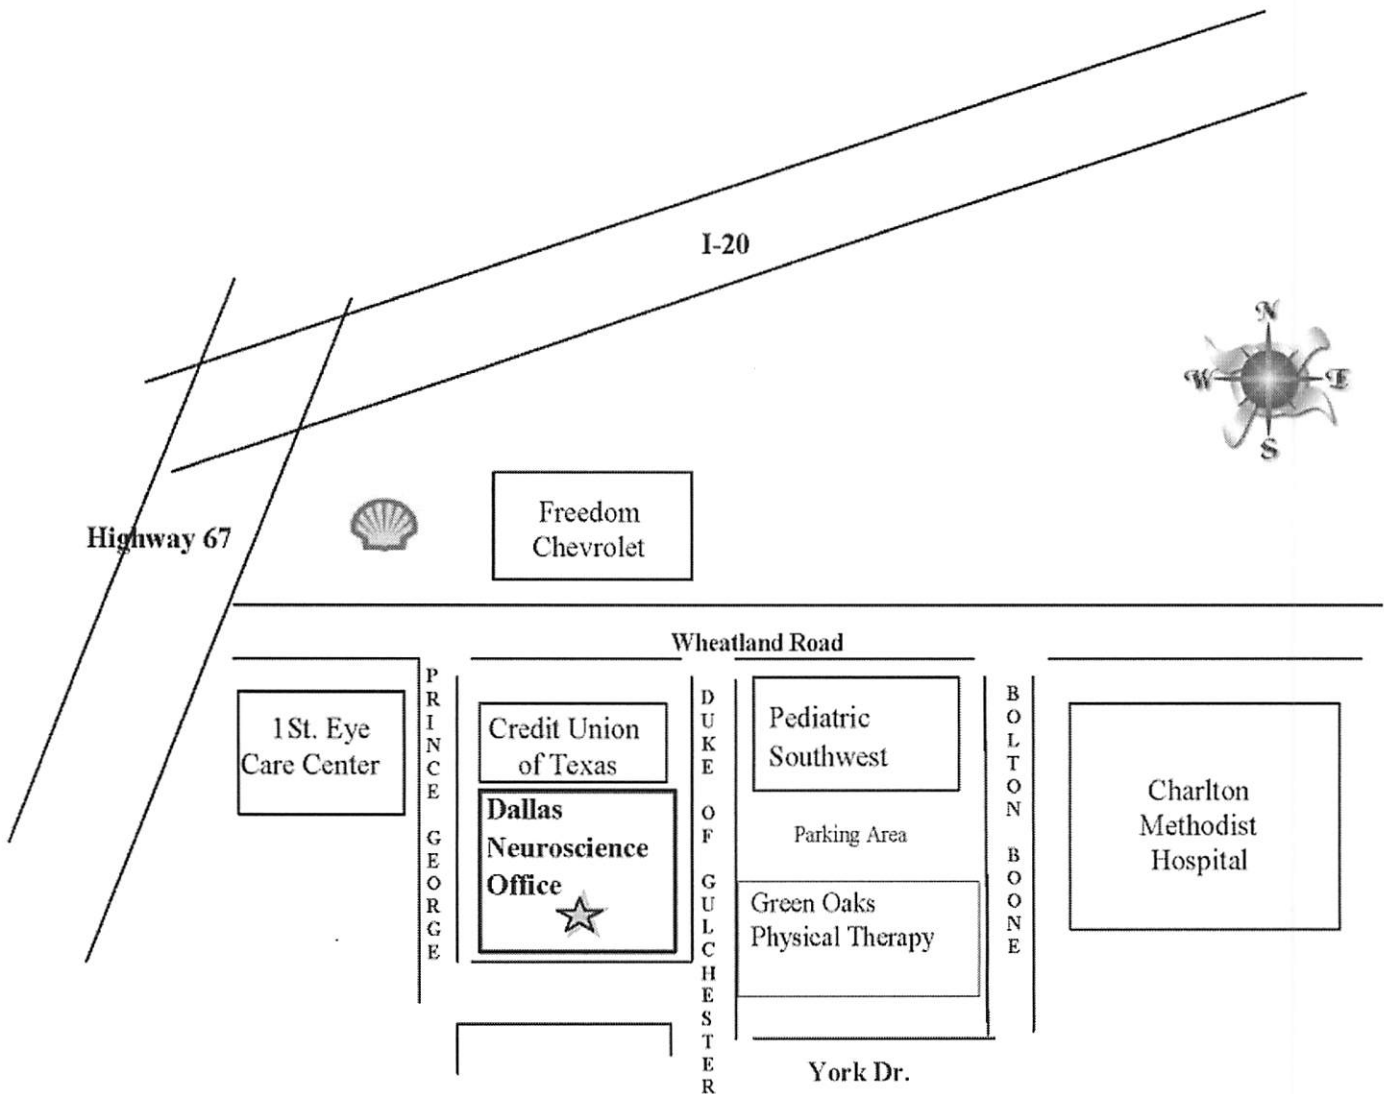 I-20
N
W E
S
Highway 67
Freedom
Chevrolet
Wheatland Road
PRINCE GEORGE
DUKE OF GULCHESTER
BOLTON BOONE
1St. Eye
Care Center
Credit Union
of Texas
Dallas
Neuroscience
Office
Pediatric
Southwest
Parking Area
Green Oaks
Physical Therapy
Charlton
Methodist
Hospital
York Dr.